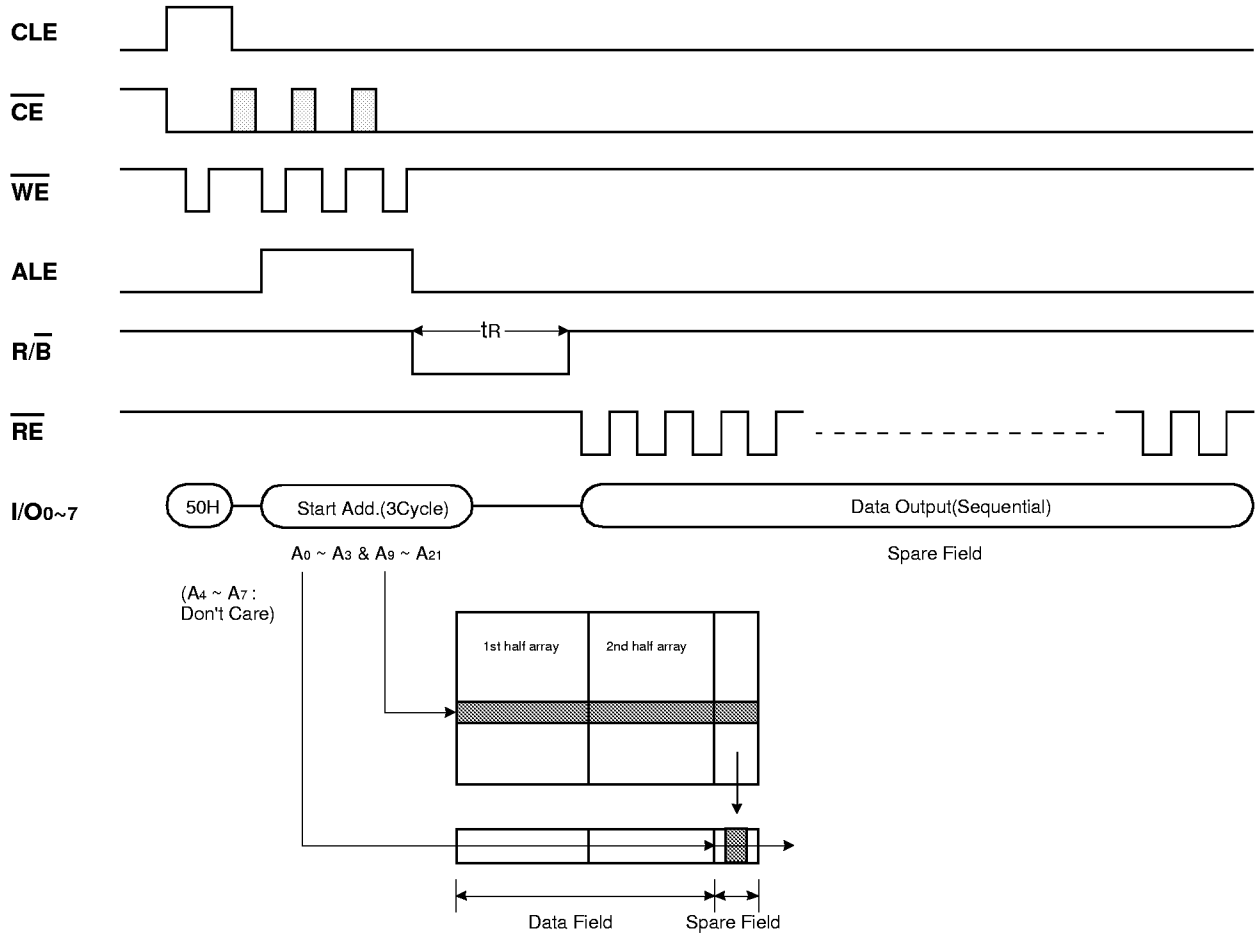 CLE
CE
WE
ALE
R/B
tR
RE
I/O0~7
50H
Start Add.(3Cycle)
Data Output(Sequential)
A0 ~ A3 & A9 ~ A21
Spare Field
(A4 ~ A7 :
Don't Care)
1st half array
2nd half array
Data Field
Spare Field